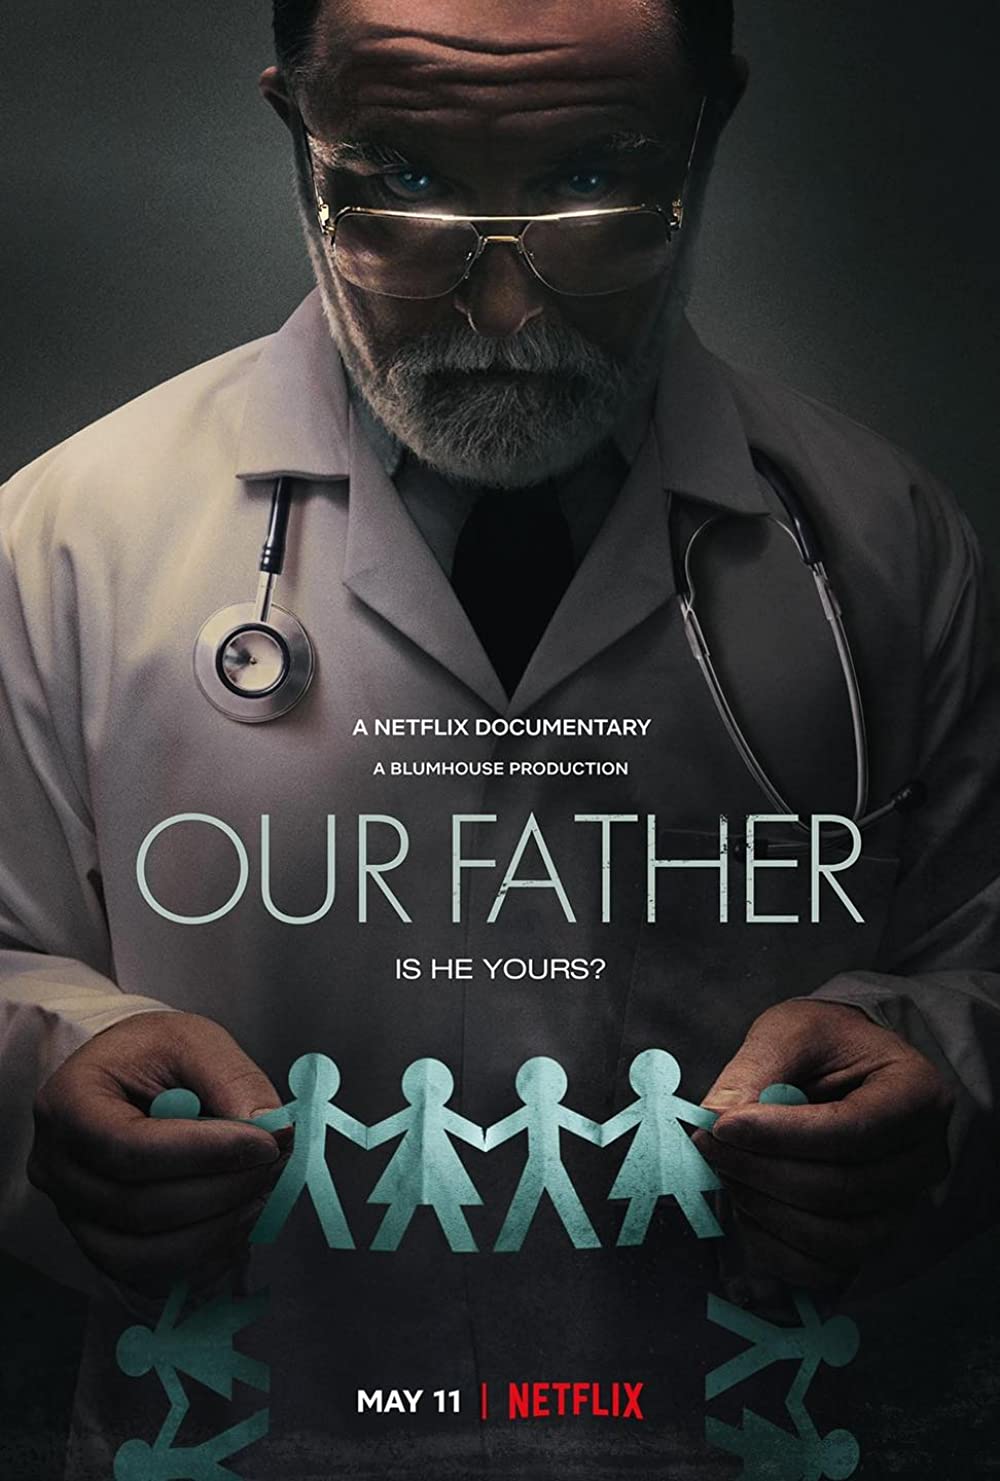 A NETFLIX DOCUMENTARY
A BLUMHOUSE PRODUCTION
OUR FATHER
IS HE YOURS?
MAY 11 | NETFLIX